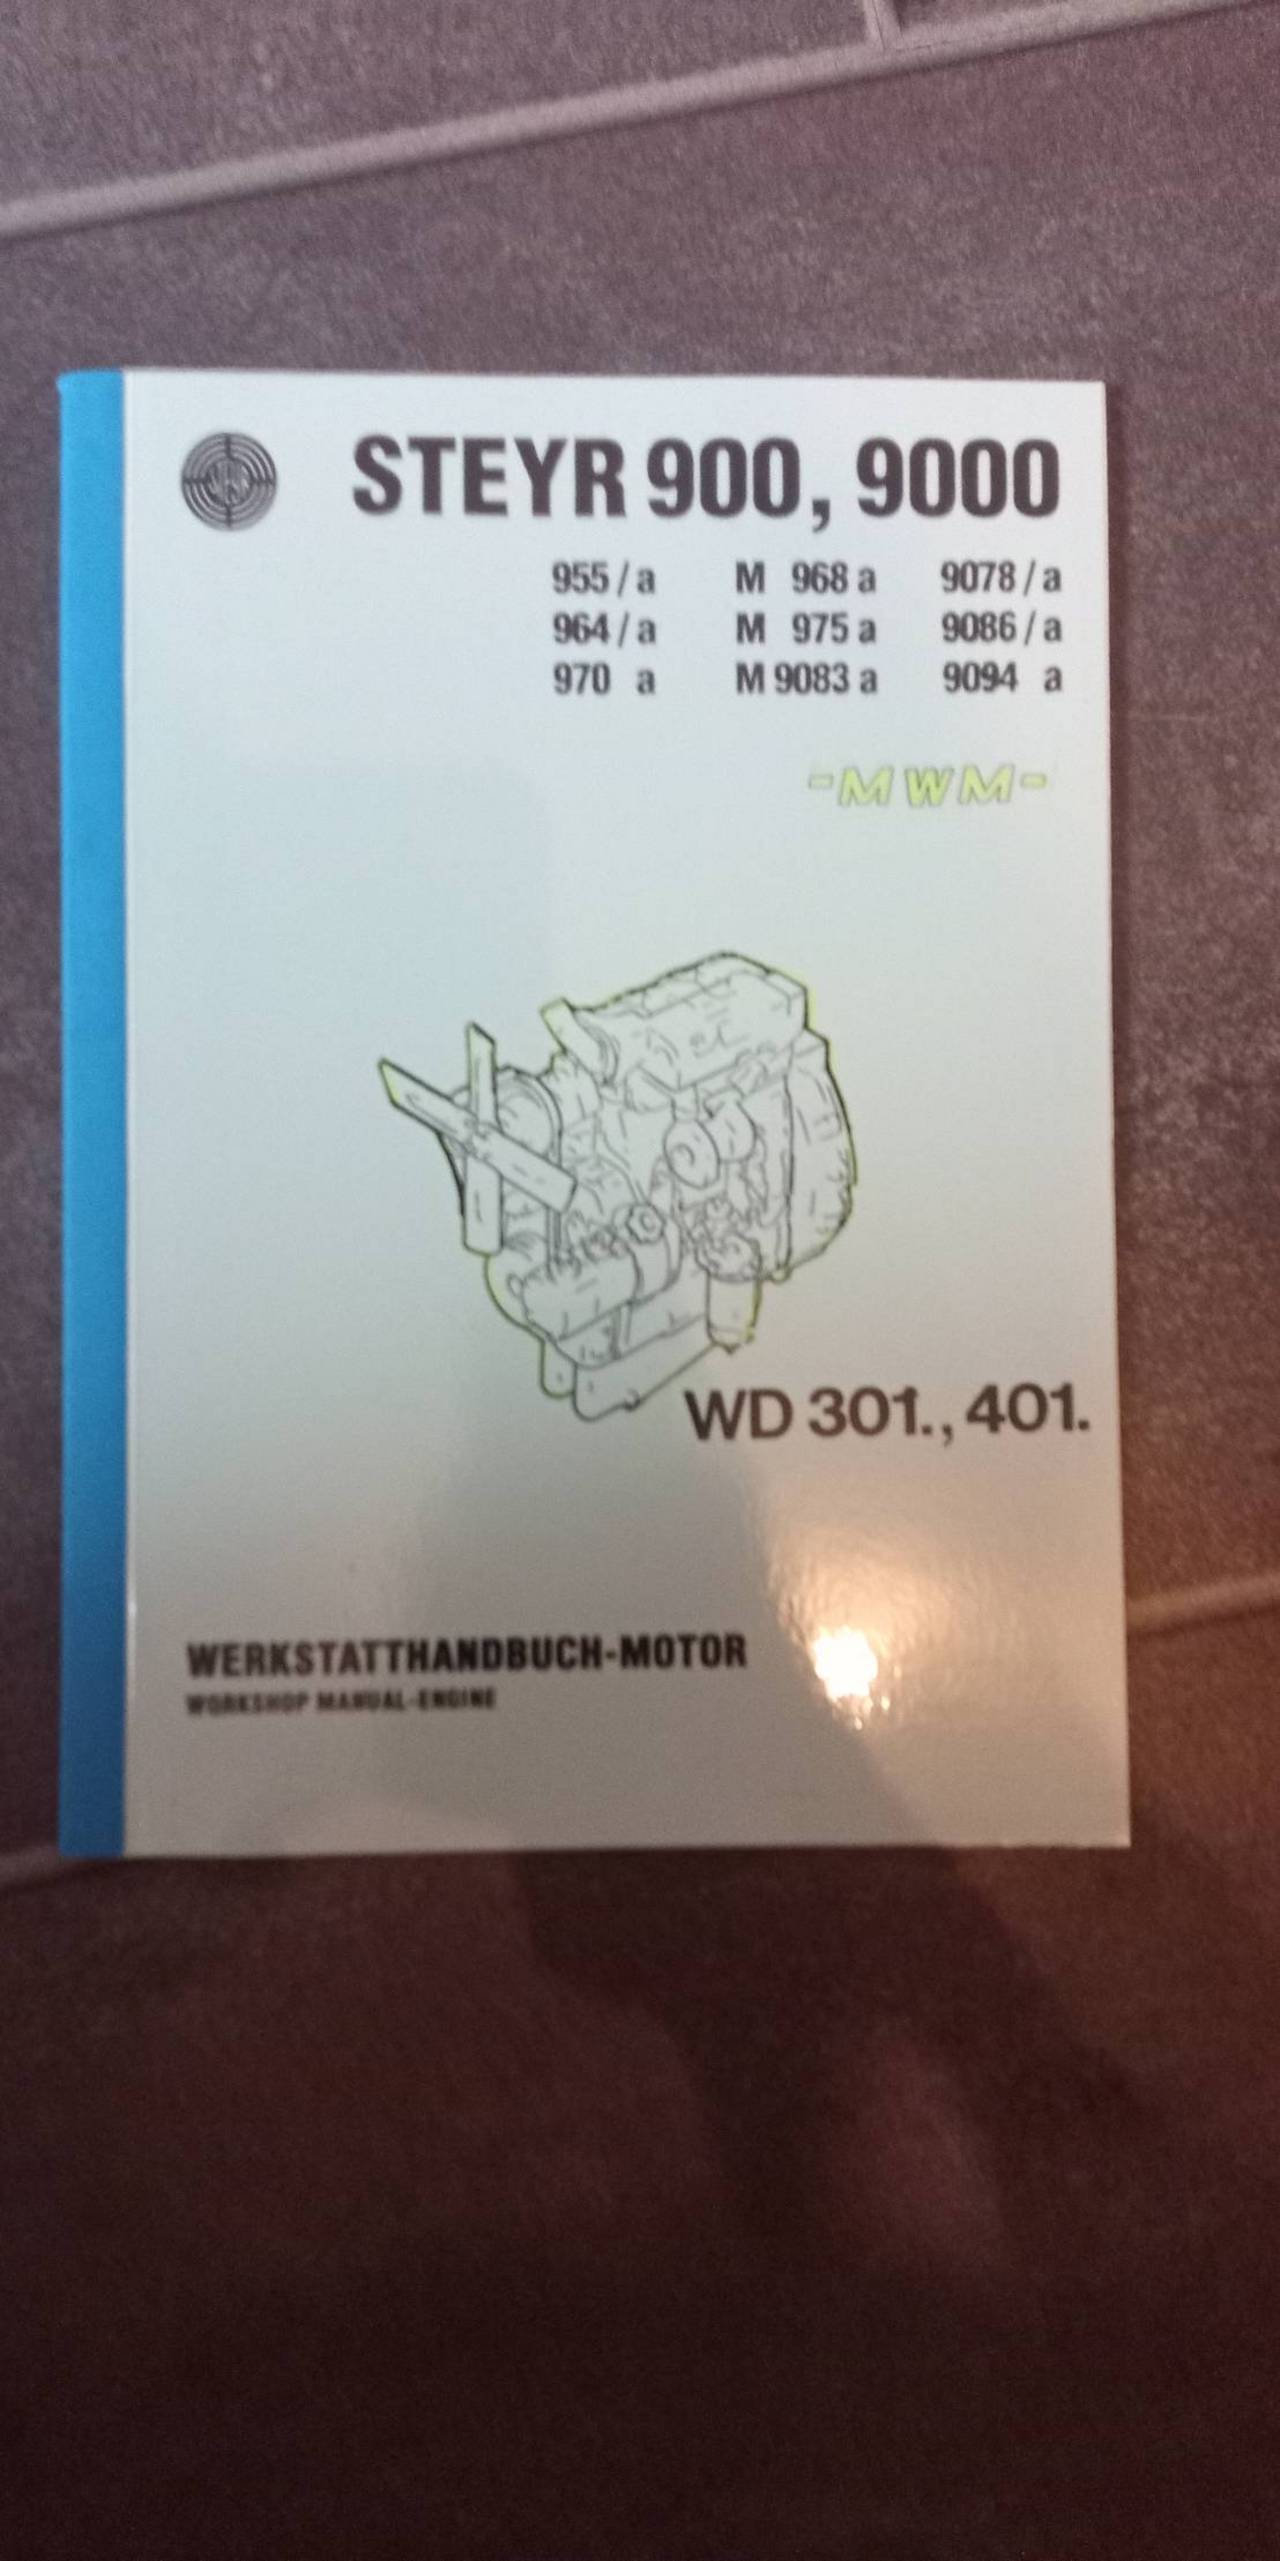 STEYR 900, 9000
955 / a M 968 a 9078 / a
964 / a M 975 a 9086 / a
970 a M 9083 a 9094 a
-MWM-
WD 301., 401.
WERKSTATTHANDBUCH-MOTOR
WORKSHOP MANUAL-ENGINE